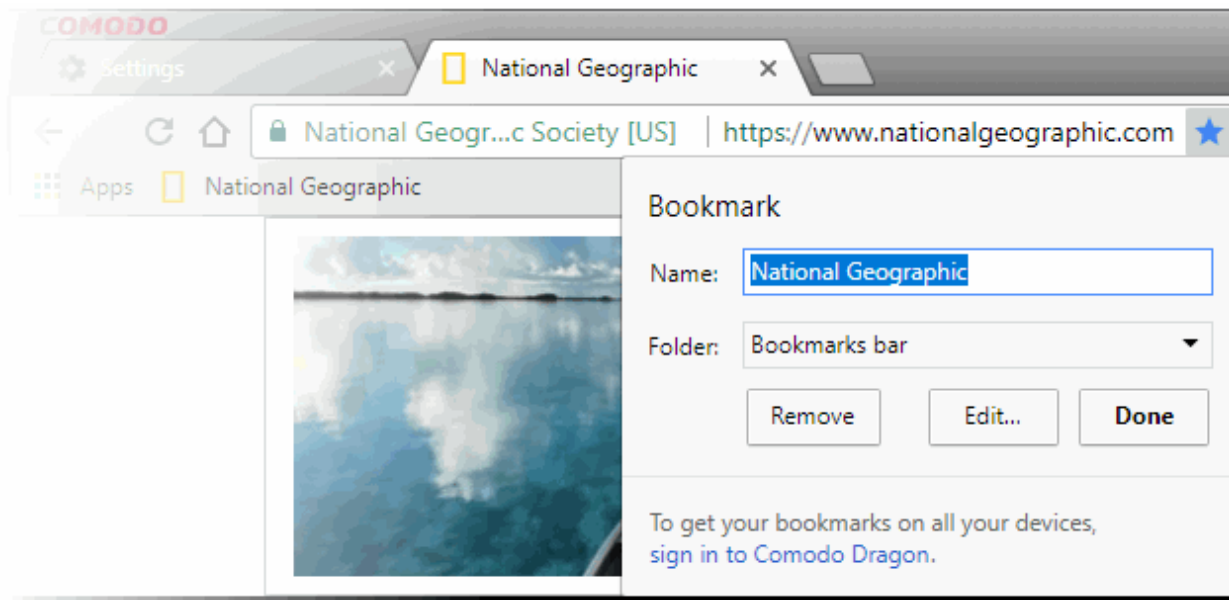 COMODO
Settings
National Geographic
National Geogr...c Society [US]
https://www.nationalgeographic.com
Apps
National Geographic
Bookmark
Name: National Geographic
Folder: Bookmarks bar
Remove Edit... Done
To get your bookmarks on all your devices,
sign in to Comodo Dragon.